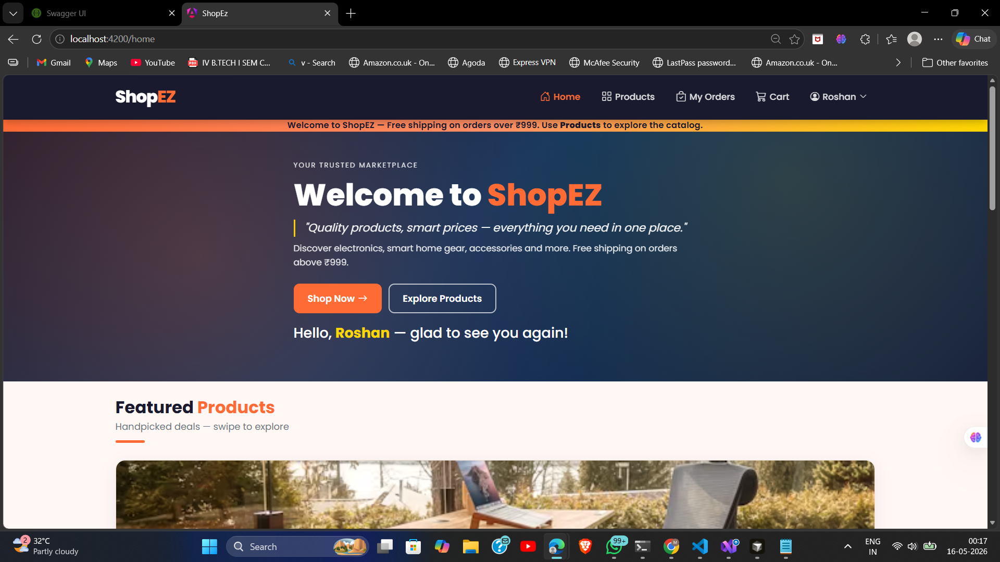 Swagger UI
ShopEz
localhost:4200/home
Chat
Gmail
Maps
YouTube
IV B.TECH I SEM C...
v - Search
Amazon.co.uk - On...
Agoda
Express VPN
McAfee Security
LastPass password...
Amazon.co.uk - On...
Other favorites
ShopEZ
Home
Products
My Orders
Cart
Roshan
Welcome to ShopEZ — Free shipping on orders over ₹999. Use Products to explore the catalog.
YOUR TRUSTED MARKETPLACE
Welcome to ShopEZ
"Quality products, smart prices — everything you need in one place."
Discover electronics, smart home gear, accessories and more. Free shipping on orders
above ₹999.
Shop Now →
Explore Products
Hello, Roshan — glad to see you again!
Featured Products
Handpicked deals — swipe to explore
2
32°C
Partly cloudy
Search
99+
M
ENG
IN
00:17
16-05-2026